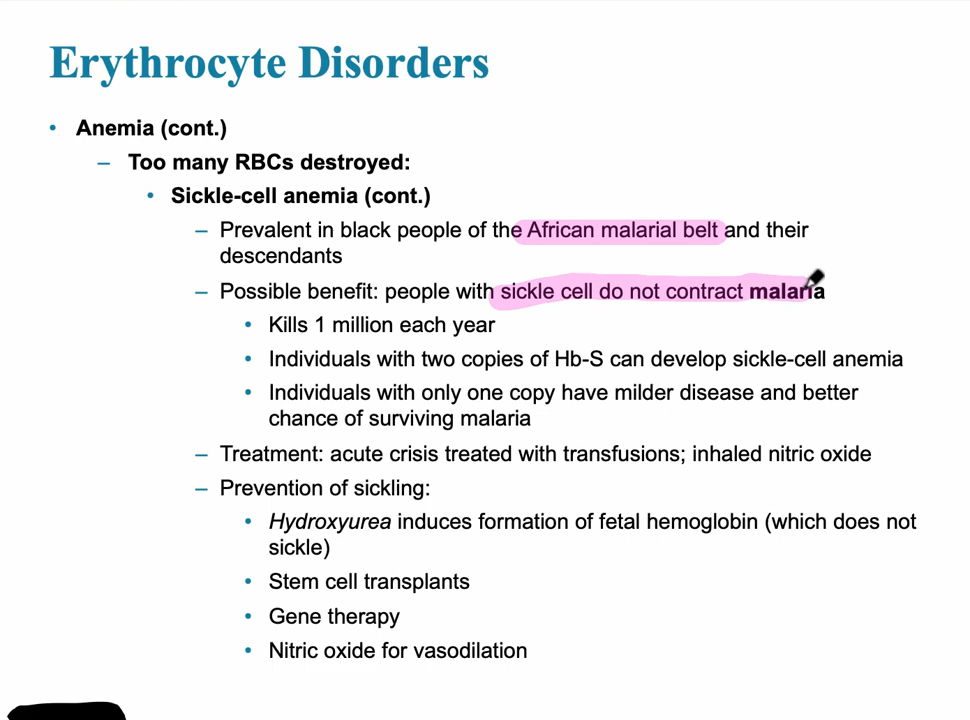 Erythrocyte Disorders
• Anemia (cont.)
– Too many RBCs destroyed:
• Sickle-cell anemia (cont.)
– Prevalent in black people of the African malarial belt and their
descendants
– Possible benefit: people with sickle cell do not contract malaria
• Kills 1 million each year
• Individuals with two copies of Hb-S can develop sickle-cell anemia
• Individuals with only one copy have milder disease and better
chance of surviving malaria
– Treatment: acute crisis treated with transfusions; inhaled nitric oxide
– Prevention of sickling:
• Hydroxyurea induces formation of fetal hemoglobin (which does not
sickle)
• Stem cell transplants
• Gene therapy
• Nitric oxide for vasodilation